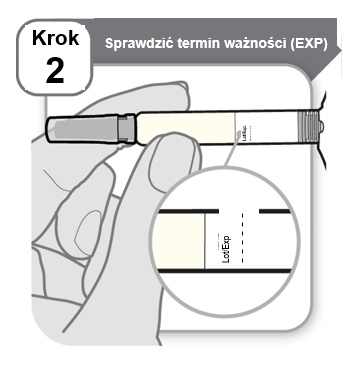 Krok
2
Sprawdzić termin ważności (EXP)
Lot/Exp
Lot/Exp